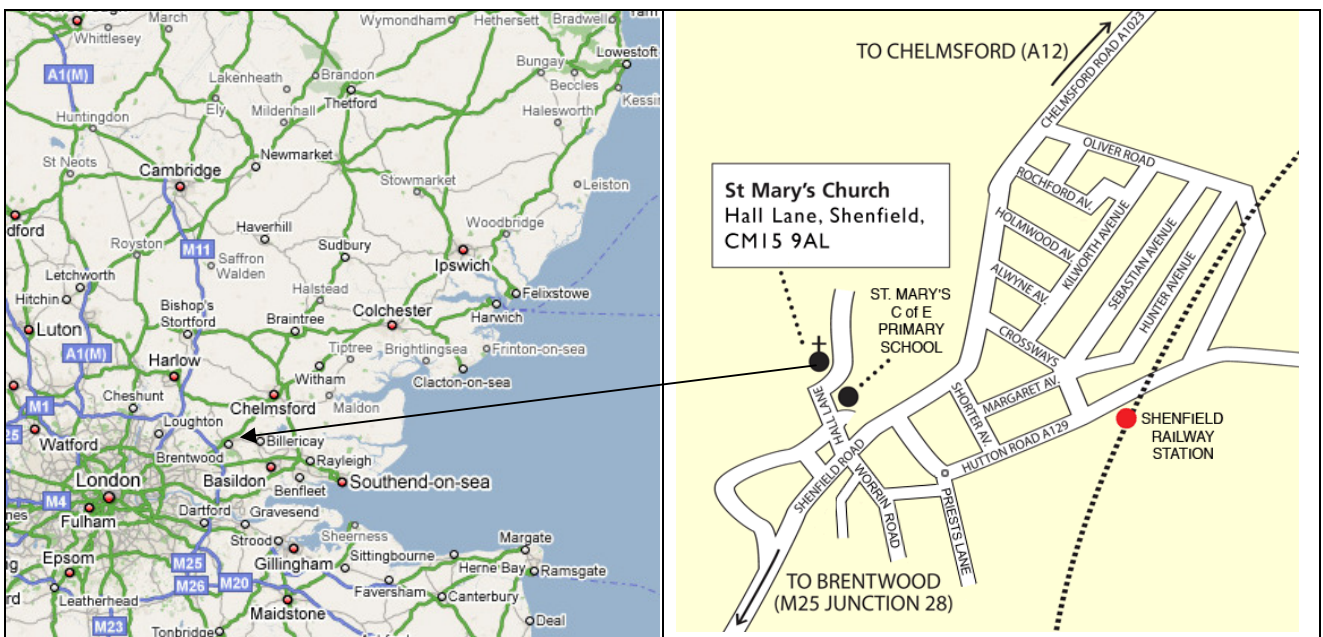 March
Wymondham
Hethersett
Bradwell
Whittlesey
Lowestoft
A1(M)
Bungay
Lakenheath
Brandon
Beccles
Ely
Thetford
Kessin
Huntingdon
Mildenhall
Halesworth
St Neots
Newmarket
Cambridge
Stowmarket
Leiston
dford
Woodbridge
Haverhill
Royston
M11
Sudbury
Saffron
Walden
Ipswich
Letchworth
Hitchin
Halstead
Felixstowe
Bishop's
Stortford
Colchester
Harwich
Luton
Braintree
A1(M)
Tiptree
Brightlingsea
Frinton-on-sea
Harlow
Witham
Clacton-on-sea
M1
Cheshunt
Chelmsford
Maldon
25
Loughton
Watford
Brentwood
Billericay
Rayleigh
London
Basildon
Benfleet
Southend-on-sea
M4
Dartford
Gravesend
nes
Fulham
Strood
Sheerness
Margate
Epsom
M25
Gillingham
Sittingbourne
Herne Bay
Ramsgate
M26
M20
Faversham
Canterbury
rd
Leatherhead
Maidstone
M23
Tonbridge
Deal
TO CHELMSFORD (A12)
CHELMSFORD ROAD A1023
OLIVER ROAD
ROCHFORD AV.
St Mary's Church
Hall Lane, Shenfield,
CM15 9AL
HOLMWOOD AV.
KILWORTH AVENUE
SEBASTIAN AVENUE
HUNTER AVENUE
ALWYNE AV.
ST. MARY'S
C of E
PRIMARY
SCHOOL
CROSSWAYS
MARGARET AV.
SHORTER AV.
HALL LANE
HUTTON ROAD A129
SHENFIELD
RAILWAY
STATION
SHENFIELD ROAD
WORRIN ROAD
PRIESTS LANE
TO BRENTWOOD
(M25 JUNCTION 28)